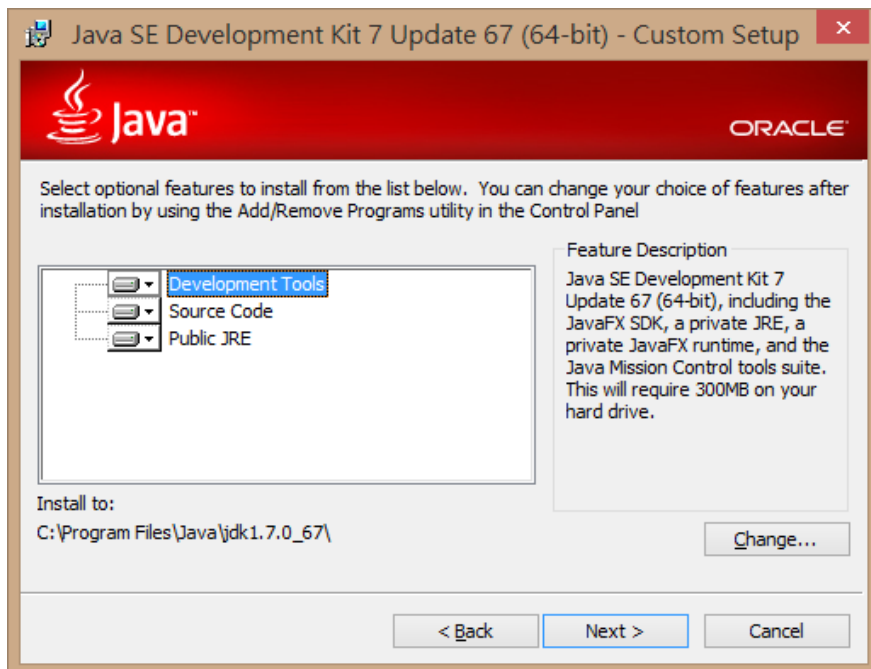 Java SE Development Kit 7 Update 67 (64-bit) - Custom Setup
Java™
ORACLE®
Select optional features to install from the list below.  You can change your choice of features after
installation by using the Add/Remove Programs utility in the Control Panel
Development Tools
Source Code
Public JRE
Feature Description
Java SE Development Kit 7
Update 67 (64-bit), including the
JavaFX SDK, a private JRE, a
private JavaFX runtime, and the
Java Mission Control tools suite.
This will require 300MB on your
hard drive.
Install to:
C:\Program Files\Java\jdk1.7.0_67\
Change...
< Back
Next >
Cancel